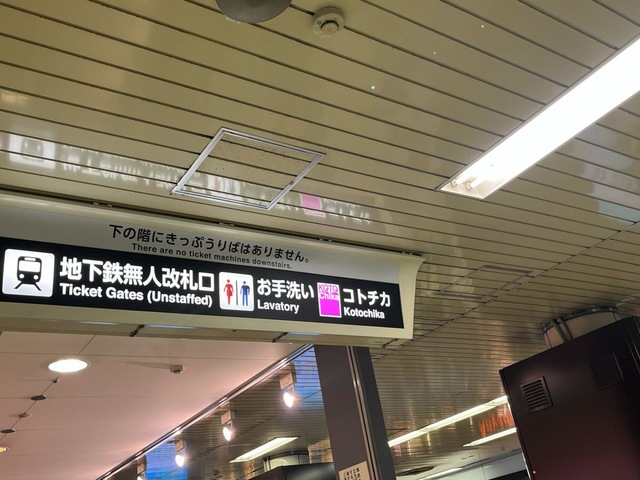 下の階にきっぷうりばはありません。
There are no ticket machines downstairs.
地下鉄無人改札口
Ticket Gates (Unstaffed)
お手洗い
Lavatory
KOTO
Chika
コトチカ
Kotochika